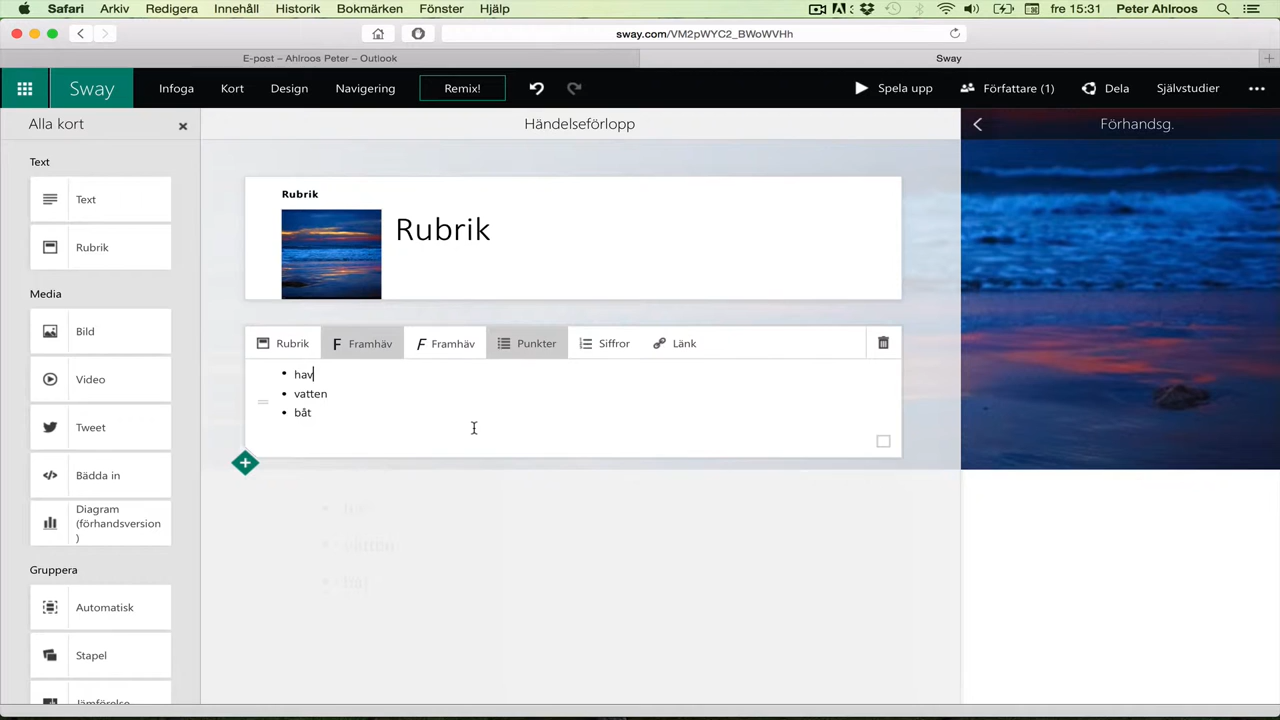 Safari Arkiv Redigera Innehåll Historik Bokmärken Fönster Hjälp fre 15:31 Peter Ahlroos
sway.com/VM2pWYC2_BWoWVHh
E-post – Ahlroos Peter – Outlook Sway
Sway Infoga Kort Design Navigering Remix! Spela upp Författare (1) Dela Självstudier
Alla kort × Händelseförlopp Förhandsg.
Text
Text
Rubrik
Media
Bild
Video
Tweet
Bädda in
Diagram
(förhandsversion
)
Gruppera
Automatisk
Stapel
Jämförelse
Rubrik
Rubrik
Rubrik F Framhäv F Framhäv Punkter Siffror Länk
• hav
• vatten
• båt